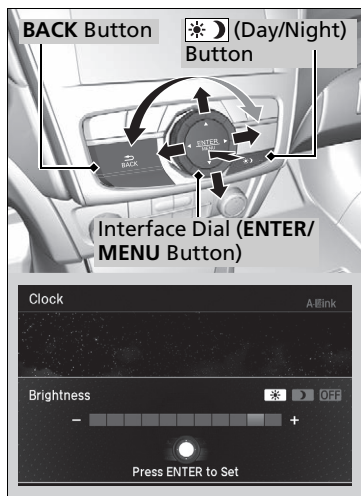 BACK Button
(Day/Night)
Button
BACK
ENTER
MENU
Interface Dial (ENTER/
MENU Button)
Clock
Brightness
OFF
− +
Press ENTER to Set